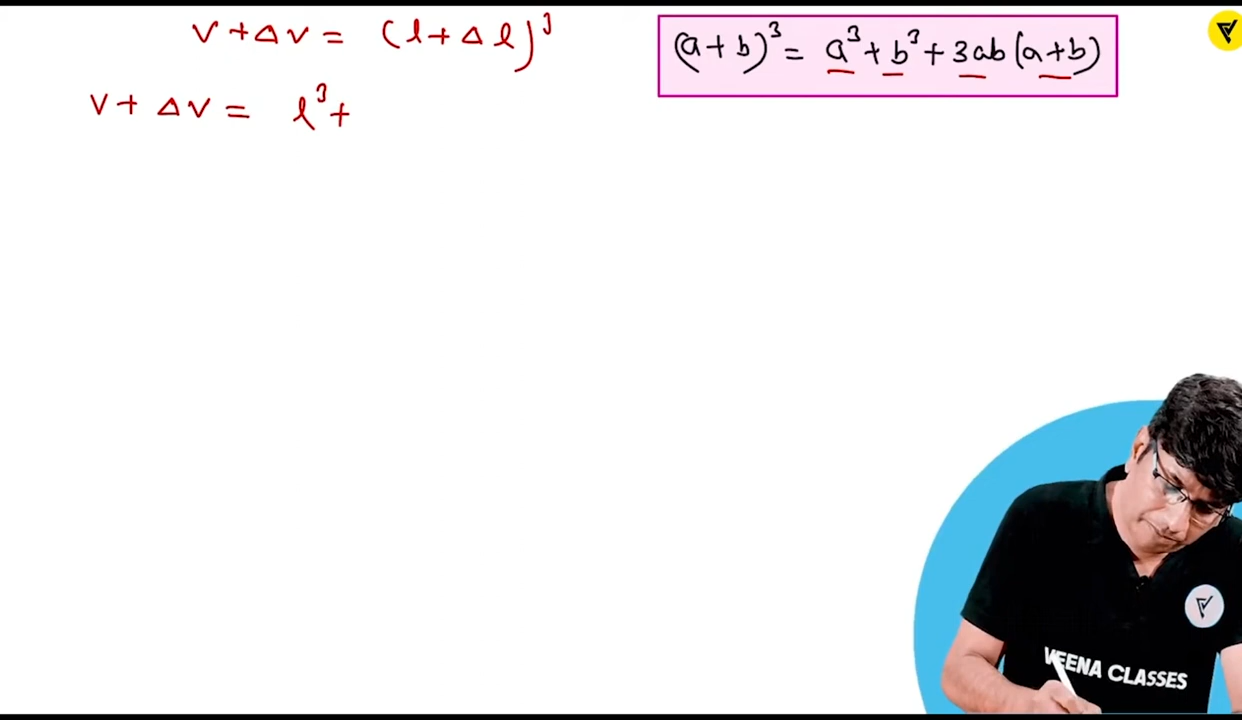 V + ΔV = (l + Δl)³
(a + b)³ = a³ + b³ + 3ab(a+b)
V + ΔV = l³ +
VEENA CLASSES